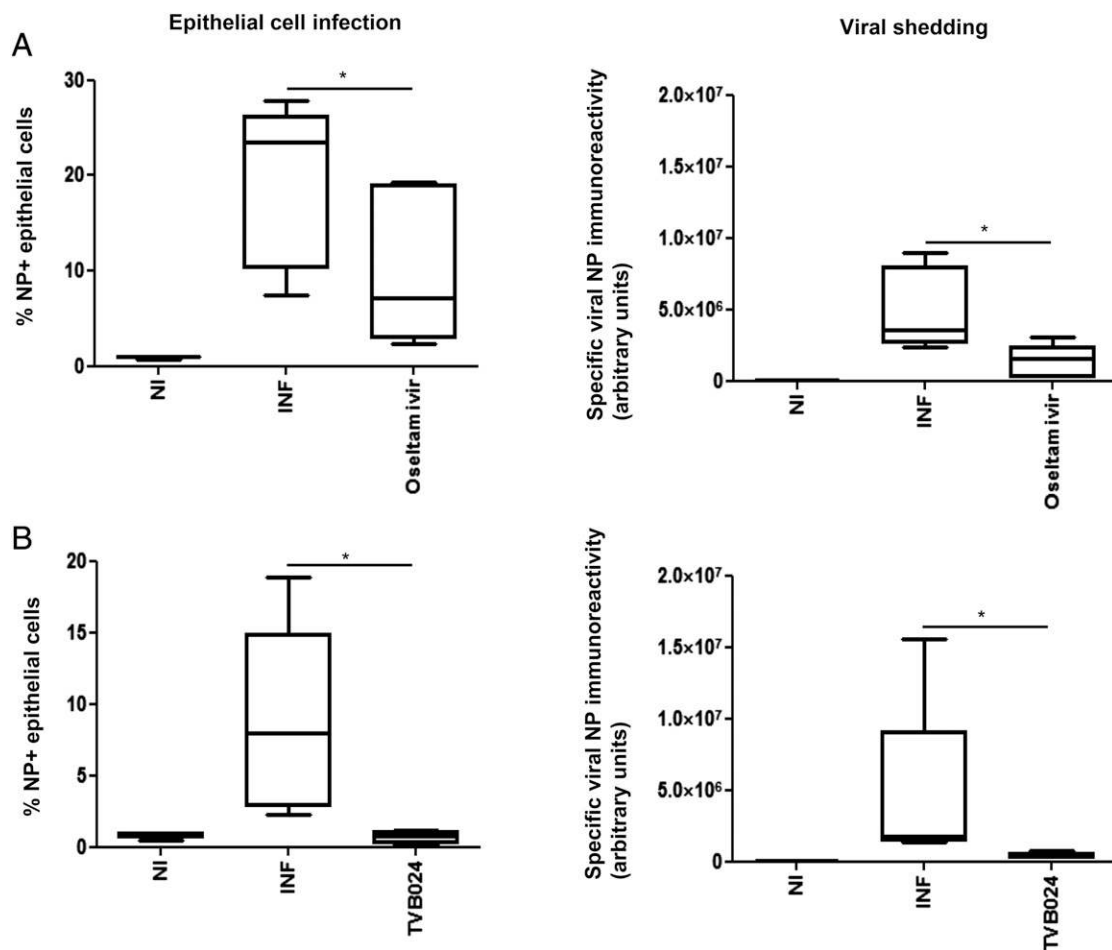 Epithelial cell infection
Viral shedding
A
% NP+ epithelial cells
30
20
10
0
*
NI
INF
Oseltamivir
Specific viral NP immunoreactivity
(arbitrary units)
2.0×10⁷
1.5×10⁷
1.0×10⁷
5.0×10⁶
0
*
NI
INF
Oseltamivir
B
% NP+ epithelial cells
20
15
10
5
0
*
NI
INF
TVB024
Specific viral NP immunoreactivity
(arbitrary units)
2.0×10⁷
1.5×10⁷
1.0×10⁷
5.0×10⁶
0
*
NI
INF
TVB024